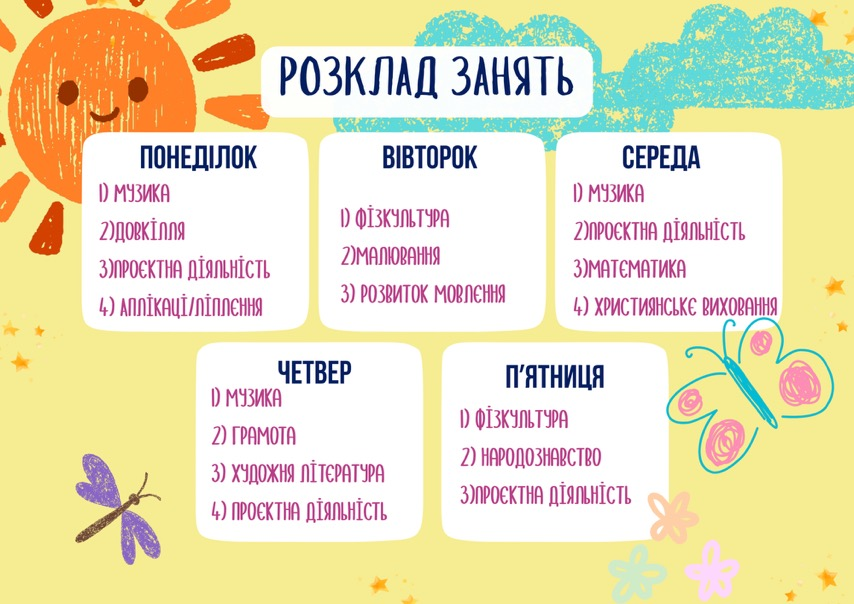 РОЗКЛАД ЗАНЯТЬ
ПОНЕДІЛОК
1) МУЗИКА
2)ДОВКІЛЛЯ
3)ПРОЄКТНА ДІЯЛЬНІСТЬ
4) АПЛІКАЦІ/ЛІПЛЕННЯ
ВІВТОРОК
1) ФІЗКУЛЬТУРА
2)МАЛЮВАННЯ
3) РОЗВИТОК МОВЛЕННЯ
СЕРЕДА
1) МУЗИКА
2)ПРОЄКТНА ДІЯЛЬНІСТЬ
3)МАТЕМАТИКА
4) ХРИСТИЯНСЬКЕ ВИХОВАННЯ
ЧЕТВЕР
1) МУЗИКА
2) ГРАМОТА
3) ХУДОЖНЯ ЛІТЕРАТУРА
4) ПРОЄКТНА ДІЯЛЬНІСТЬ
П'ЯТНИЦЯ
1) ФІЗКУЛЬТУРА
2) НАРОДОЗНАВСТВО
3)ПРОЄКТНА ДІЯЛЬНІСТЬ